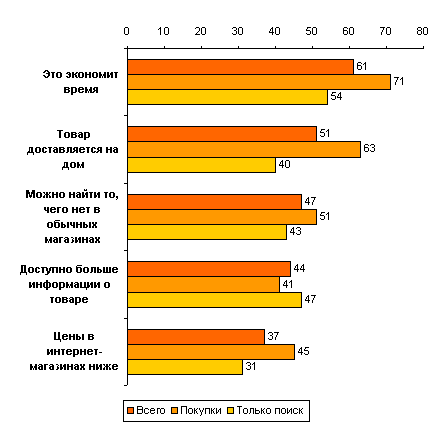 0 10 20 30 40 50 60 70 80
Это экономит
время
61
71
54
Товар
доставляется на
дом
51
63
40
Можно найти то,
чего нет в
обычных
магазинах
47
51
43
Доступно больше
информации о
товаре
44
41
47
Цены в
интернет-
магазинах ниже
37
45
31
Всего Покупки Только поиск